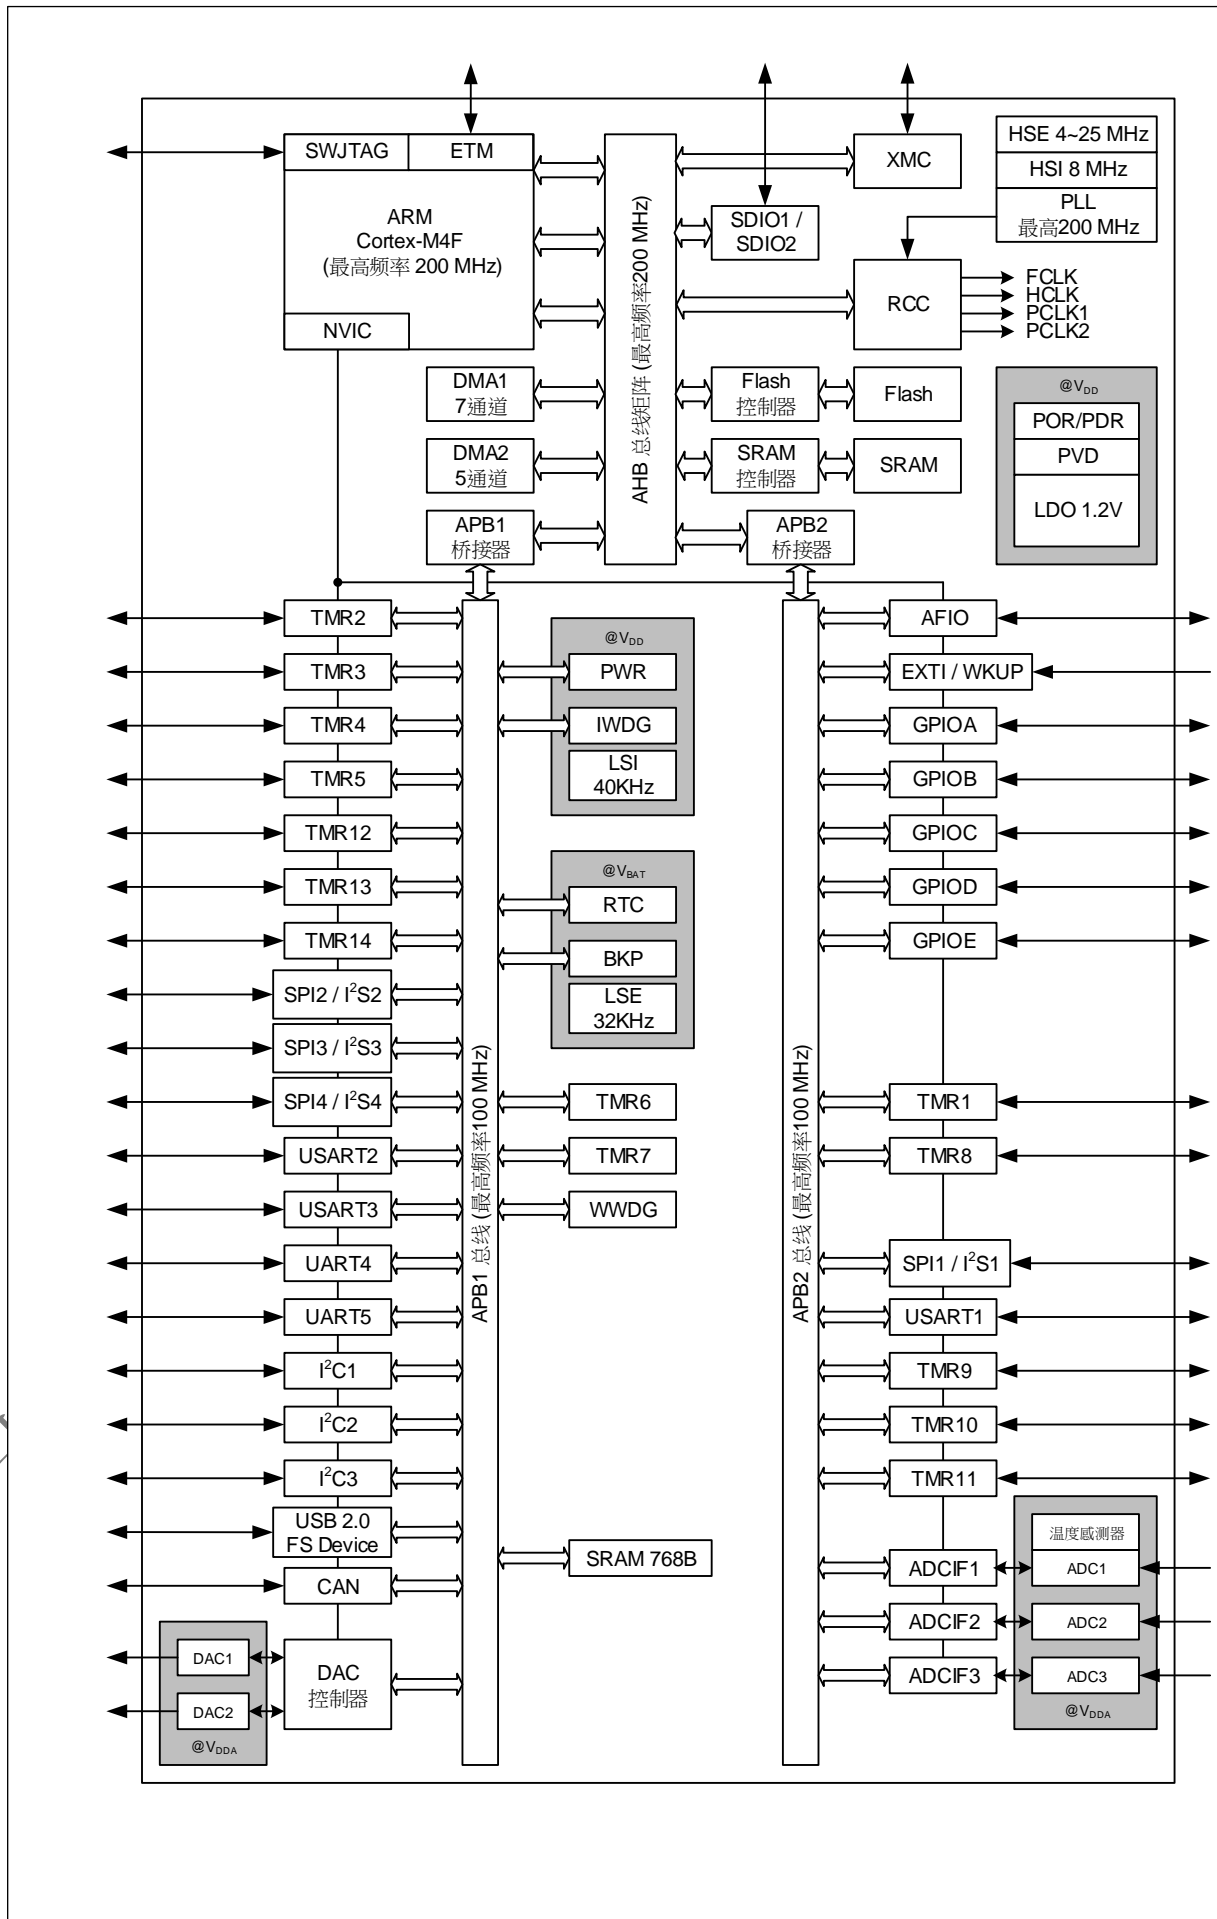 SWJTAG
ETM
ARM
Cortex-M4F
(最高频率 200 MHz)
NVIC
AHB 总线矩阵 (最高频率200 MHz)
XMC
SDIO1 /
SDIO2
HSE 4~25 MHz
HSI 8 MHz
PLL
最高200 MHz
RCC
FCLK
HCLK
PCLK1
PCLK2
DMA1
7通道
Flash
控制器
Flash
DMA2
5通道
SRAM
控制器
SRAM
APB1
桥接器
APB2
桥接器
@VDD
POR/PDR
PVD
LDO 1.2V
TMR2
TMR3
TMR4
TMR5
TMR12
TMR13
TMR14
SPI2 / I²S2
SPI3 / I²S3
SPI4 / I²S4
USART2
USART3
UART4
UART5
I²C1
I²C2
I²C3
USB 2.0
FS Device
CAN
DAC1
DAC2
@VDDA
DAC
控制器
APB1 总线 (最高频率100 MHz)
@VDD
PWR
IWDG
LSI
40KHz
@VBAT
RTC
BKP
LSE
32KHz
TMR6
TMR7
WWDG
SRAM 768B
APB2 总线 (最高频率100 MHz)
AFIO
EXTI / WKUP
GPIOA
GPIOB
GPIOC
GPIOD
GPIOE
TMR1
TMR8
SPI1 / I²S1
USART1
TMR9
TMR10
TMR11
ADCIF1
ADCIF2
ADCIF3
温度感测器
ADC1
ADC2
ADC3
@VDDA